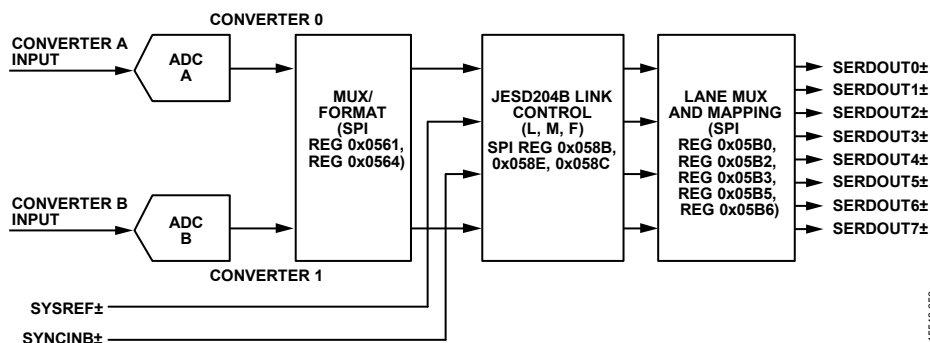 CONVERTER 0
CONVERTER A
INPUT
ADC
A
MUX/
FORMAT
(SPI
REG 0x0561,
REG 0x0564)
JESD204B LINK
CONTROL
(L, M, F)
SPI REG 0x058B,
0x058E, 0x058C
LANE MUX
AND MAPPING
(SPI
REG 0x05B0,
REG 0x05B2,
REG 0x05B3,
REG 0x05B5,
REG 0x05B6)
SERDOUT0±
SERDOUT1±
SERDOUT2±
SERDOUT3±
SERDOUT4±
SERDOUT5±
SERDOUT6±
SERDOUT7±
CONVERTER B
INPUT
ADC
B
CONVERTER 1
SYSREF±
SYNCINB±